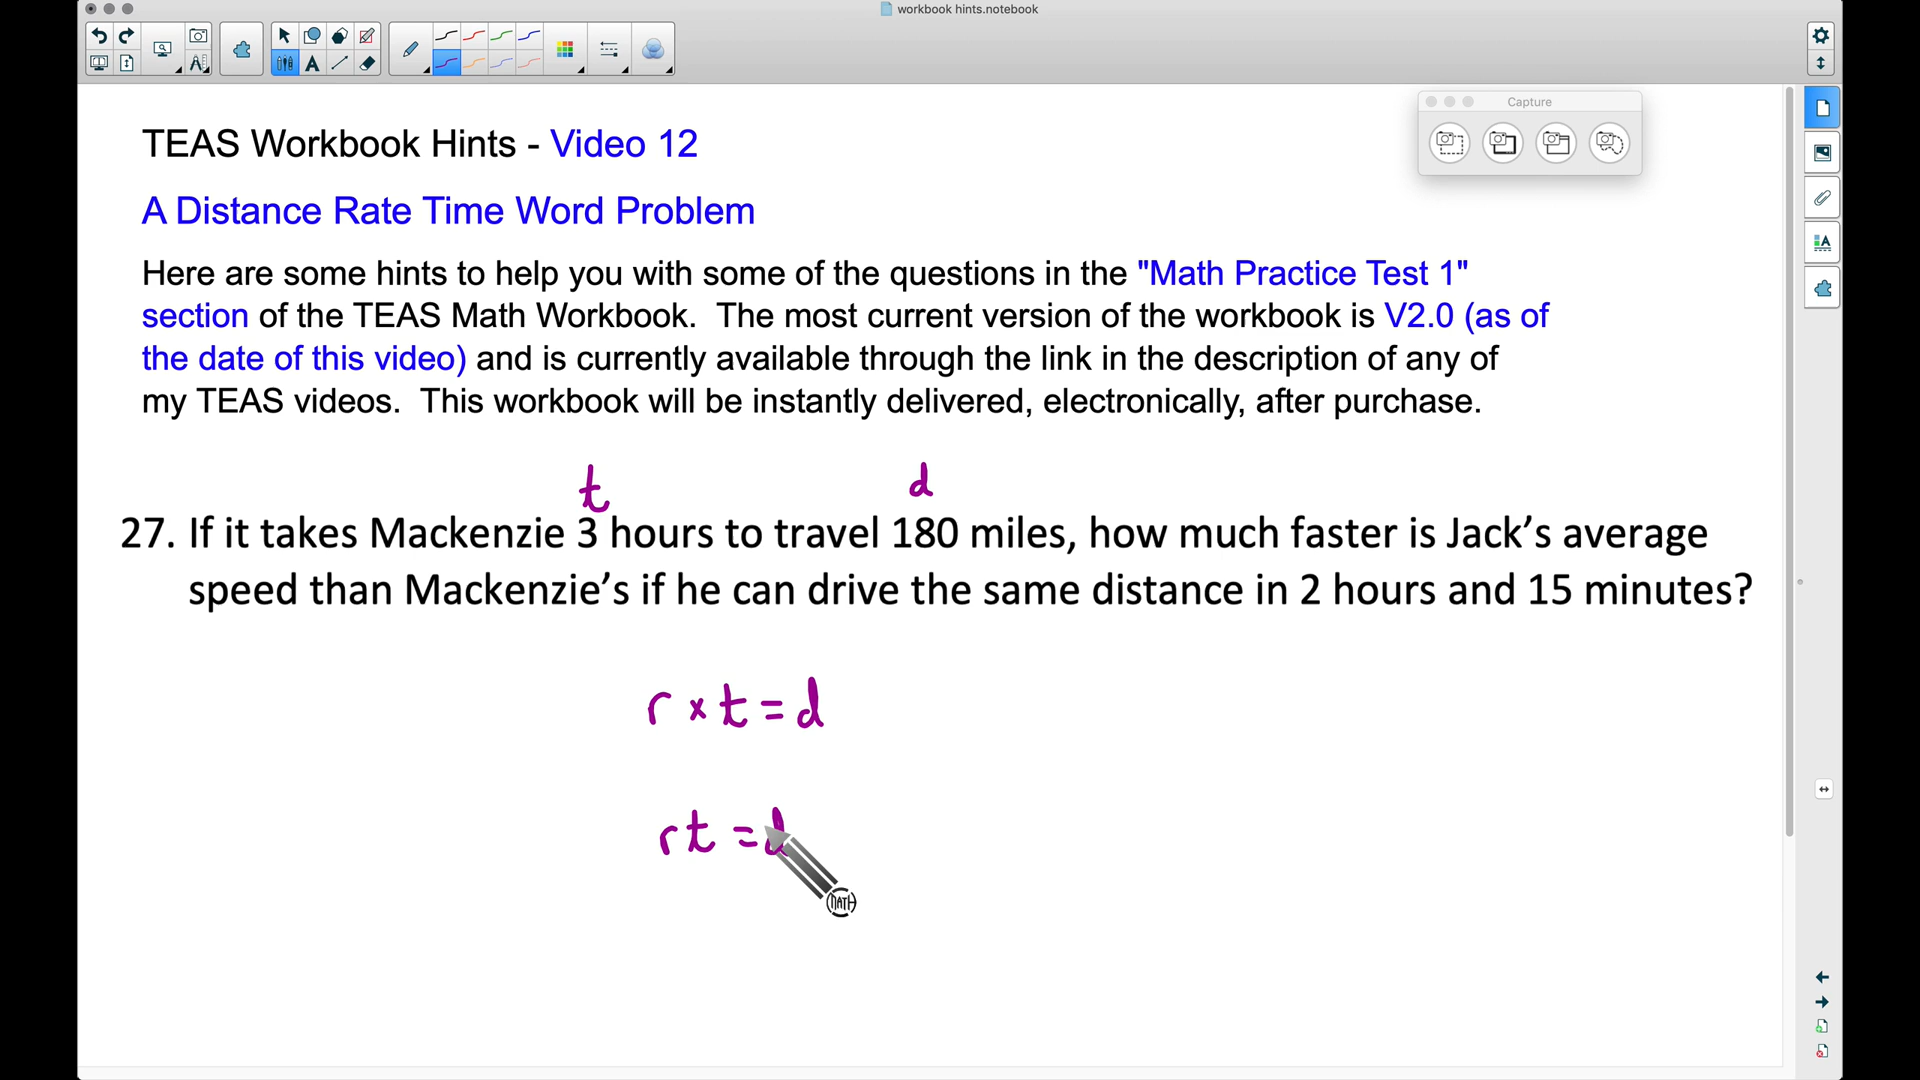 workbook hints.notebook
Capture
TEAS Workbook Hints - Video 12
A Distance Rate Time Word Problem
Here are some hints to help you with some of the questions in the "Math Practice Test 1"
section of the TEAS Math Workbook.  The most current version of the workbook is V2.0 (as of
the date of this video) and is currently available through the link in the description of any of
my TEAS videos.  This workbook will be instantly delivered, electronically, after purchase.
t d
27. If it takes Mackenzie 3 hours to travel 180 miles, how much faster is Jack’s average
speed than Mackenzie’s if he can drive the same distance in 2 hours and 15 minutes?
r × t = d
rt = d
MATH